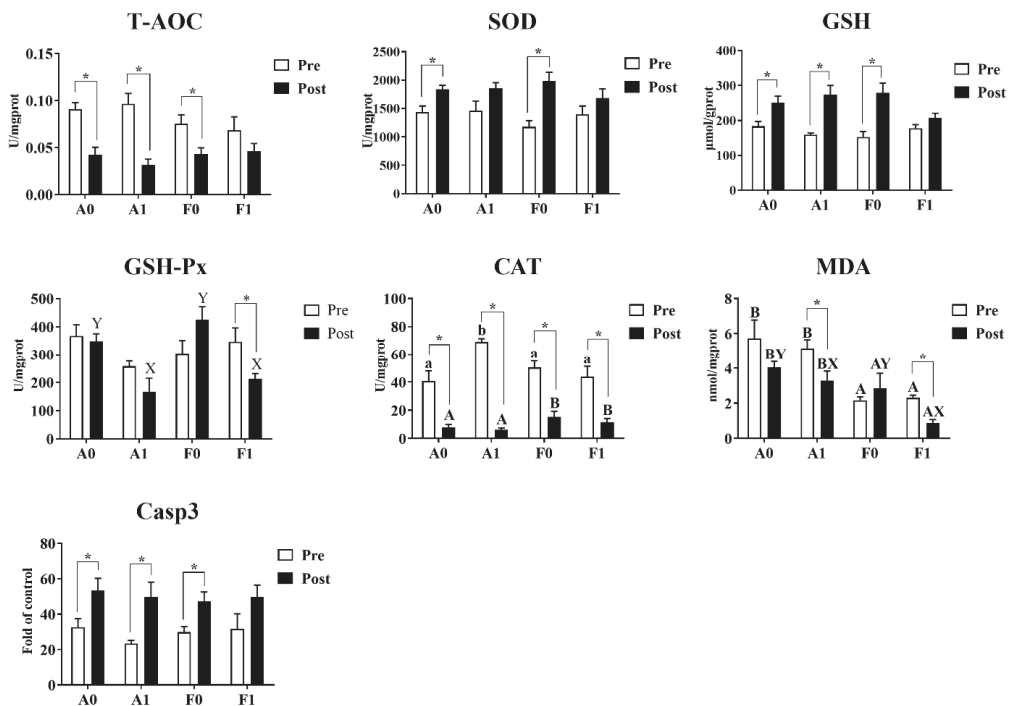 T-AOC
U/mgprot
0.15
0.10
0.05
0.00
* * *
A0 A1 F0 F1
Pre
Post
SOD
U/mgprot
2500
2000
1500
1000
500
0
* *
A0 A1 F0 F1
Pre
Post
GSH
μmol/gprot
400
300
200
100
0
* * *
A0 A1 F0 F1
Pre
Post
GSH-Px
U/mgprot
500
400
300
200
100
0
Y X Y * X
A0 A1 F0 F1
Pre
Post
CAT
U/mgprot
100
80
60
40
20
0
* * * *
a b a a
A A B B
A0 A1 F0 F1
Pre
Post
MDA
nmol/mgprot
8
6
4
2
0
* *
B B A A
BY BX AY AX
A0 A1 F0 F1
Pre
Post
Casp3
Fold of control
80
60
40
20
0
* * *
A0 A1 F0 F1
Pre
Post